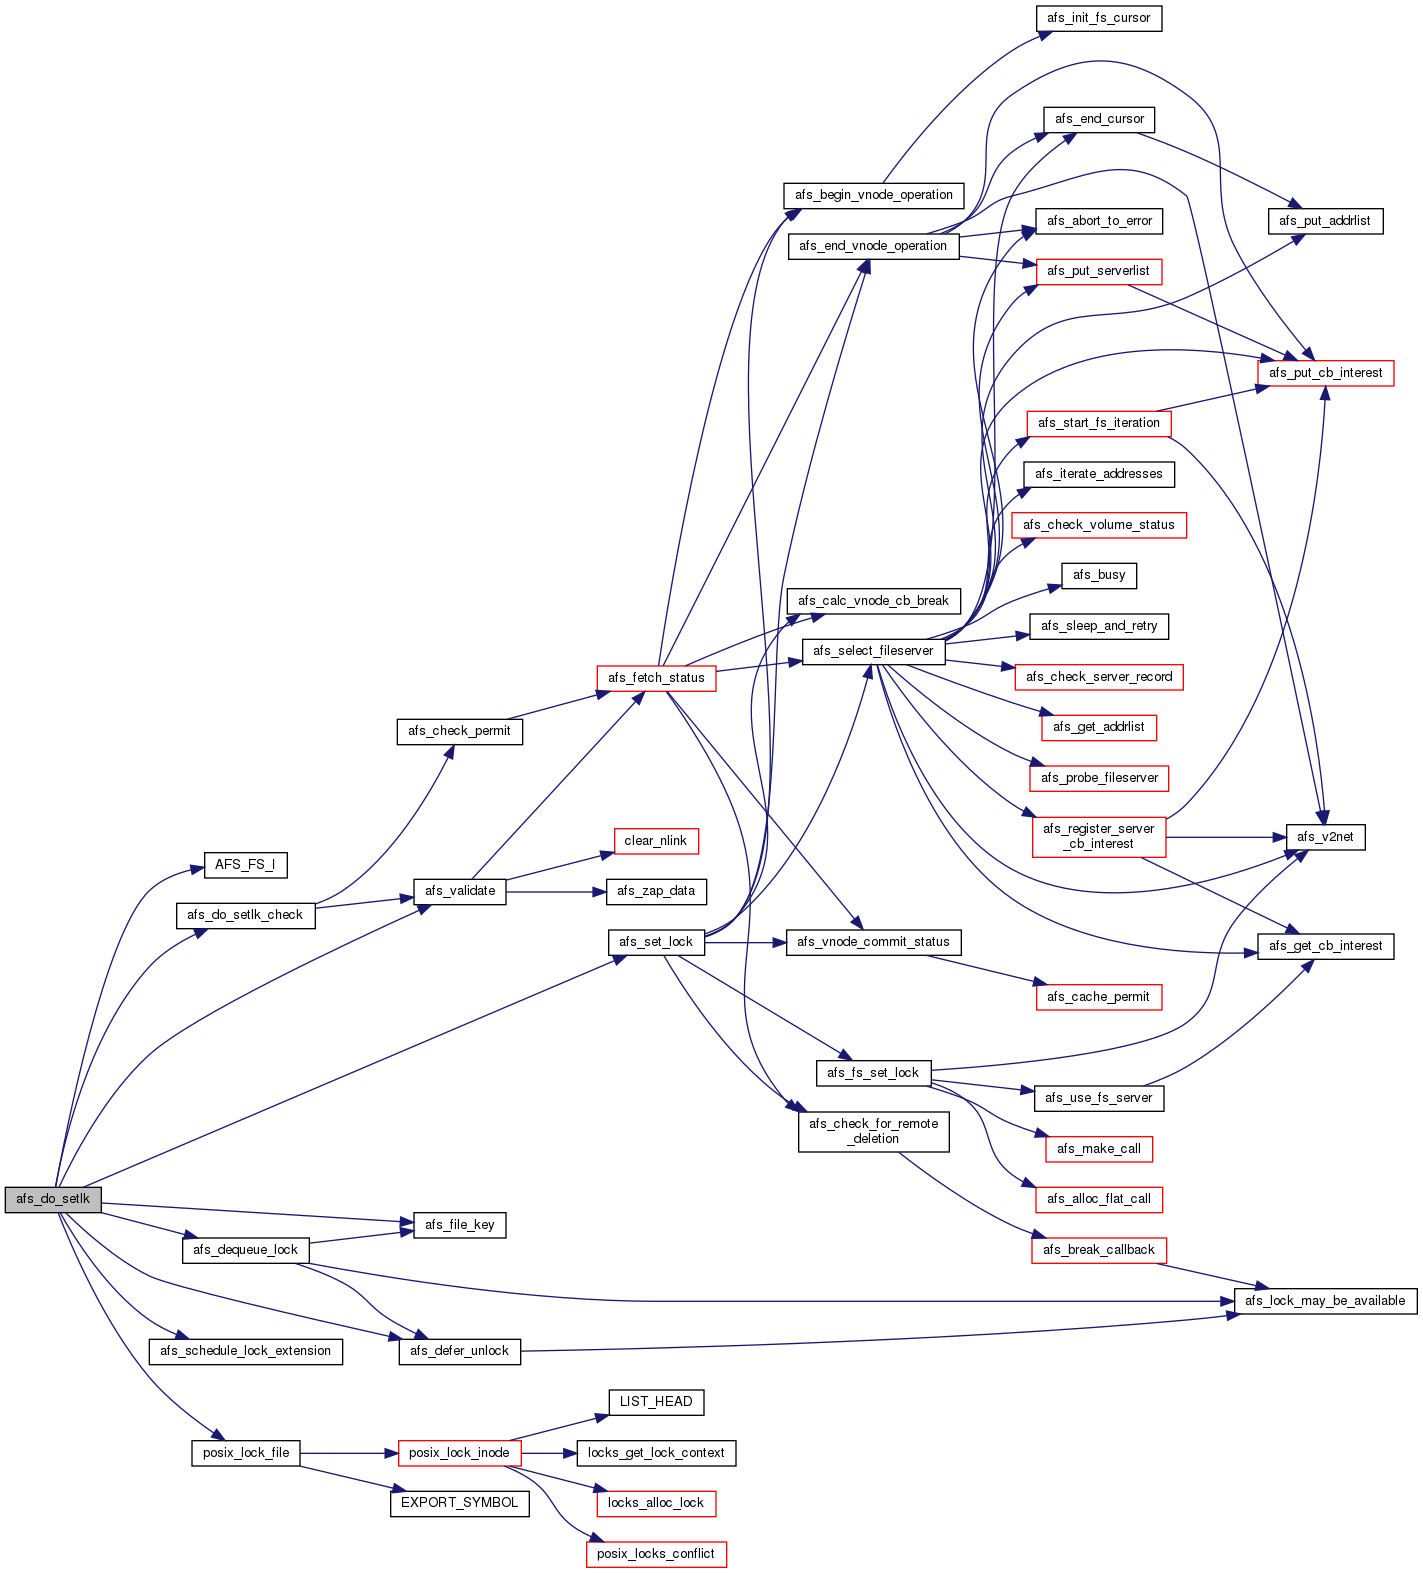 afs_init_fs_cursor
afs_end_cursor
afs_begin_vnode_operation
afs_abort_to_error
afs_put_addrlist
afs_end_vnode_operation
afs_put_serverlist
afs_put_cb_interest
afs_start_fs_iteration
afs_iterate_addresses
afs_check_volume_status
afs_busy
afs_calc_vnode_cb_break
afs_sleep_and_retry
afs_select_fileserver
afs_fetch_status
afs_check_server_record
afs_check_permit
afs_get_addrlist
afs_probe_fileserver
afs_register_server
_cb_interest
afs_v2net
clear_nlink
AFS_FS_I
afs_validate
afs_zap_data
afs_do_setlk_check
afs_set_lock
afs_vnode_commit_status
afs_get_cb_interest
afs_cache_permit
afs_fs_set_lock
afs_use_fs_server
afs_check_for_remote
_deletion
afs_make_call
afs_do_setlk
afs_alloc_flat_call
afs_file_key
afs_dequeue_lock
afs_break_callback
afs_lock_may_be_available
afs_schedule_lock_extension
afs_defer_unlock
LIST_HEAD
posix_lock_file
posix_lock_inode
locks_get_lock_context
EXPORT_SYMBOL
locks_alloc_lock
posix_locks_conflict